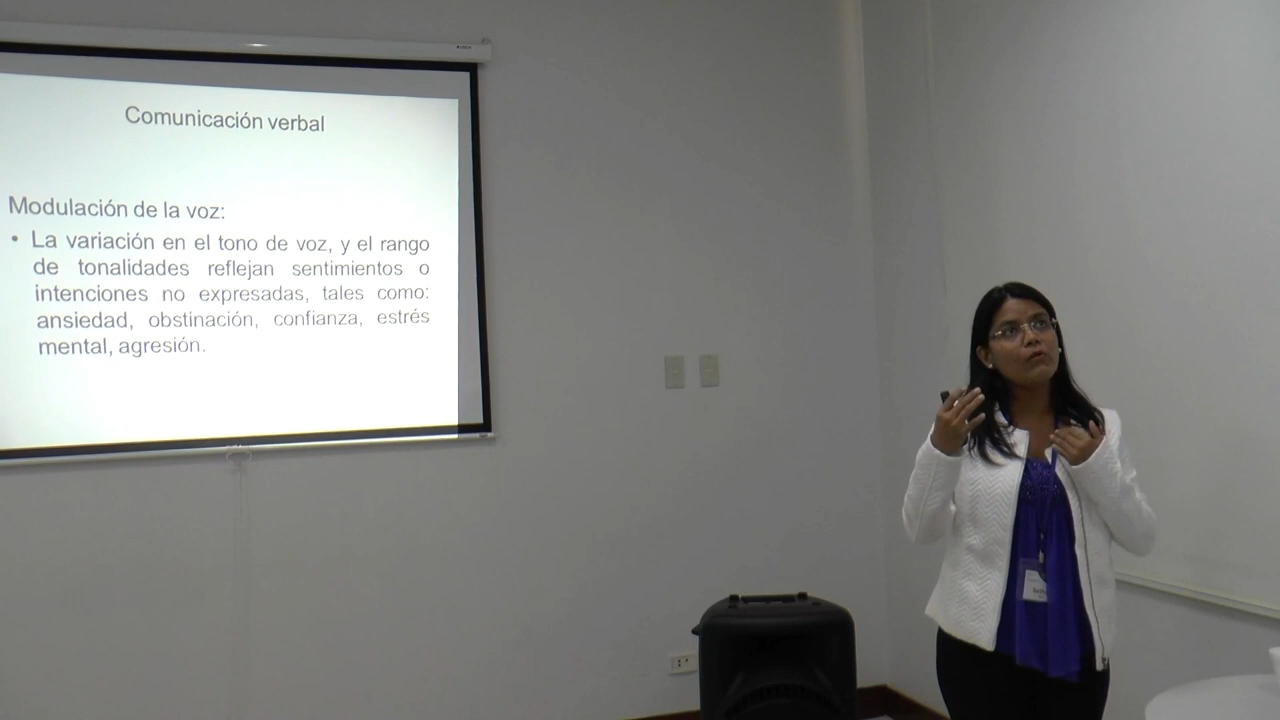 Comunicación verbal
Modulación de la voz:
• La variación en el tono de voz, y el rango
de tonalidades reflejan sentimientos o
intenciones no expresadas, tales como:
ansiedad, obstinación, confianza, estrés
mental, agresión.